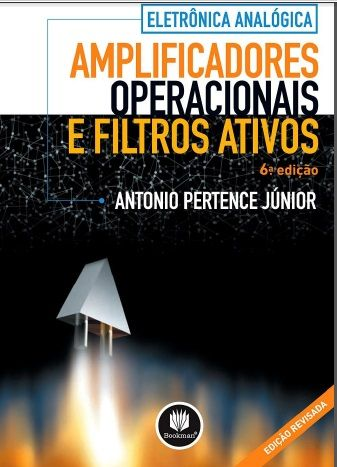 ELETRÔNICA ANALÓGICA
AMPLIFICADORES
OPERACIONAIS
E FILTROS ATIVOS
6ª edição
ANTONIO PERTENCE JÚNIOR
EDIÇÃO REVISADA
Bookman®